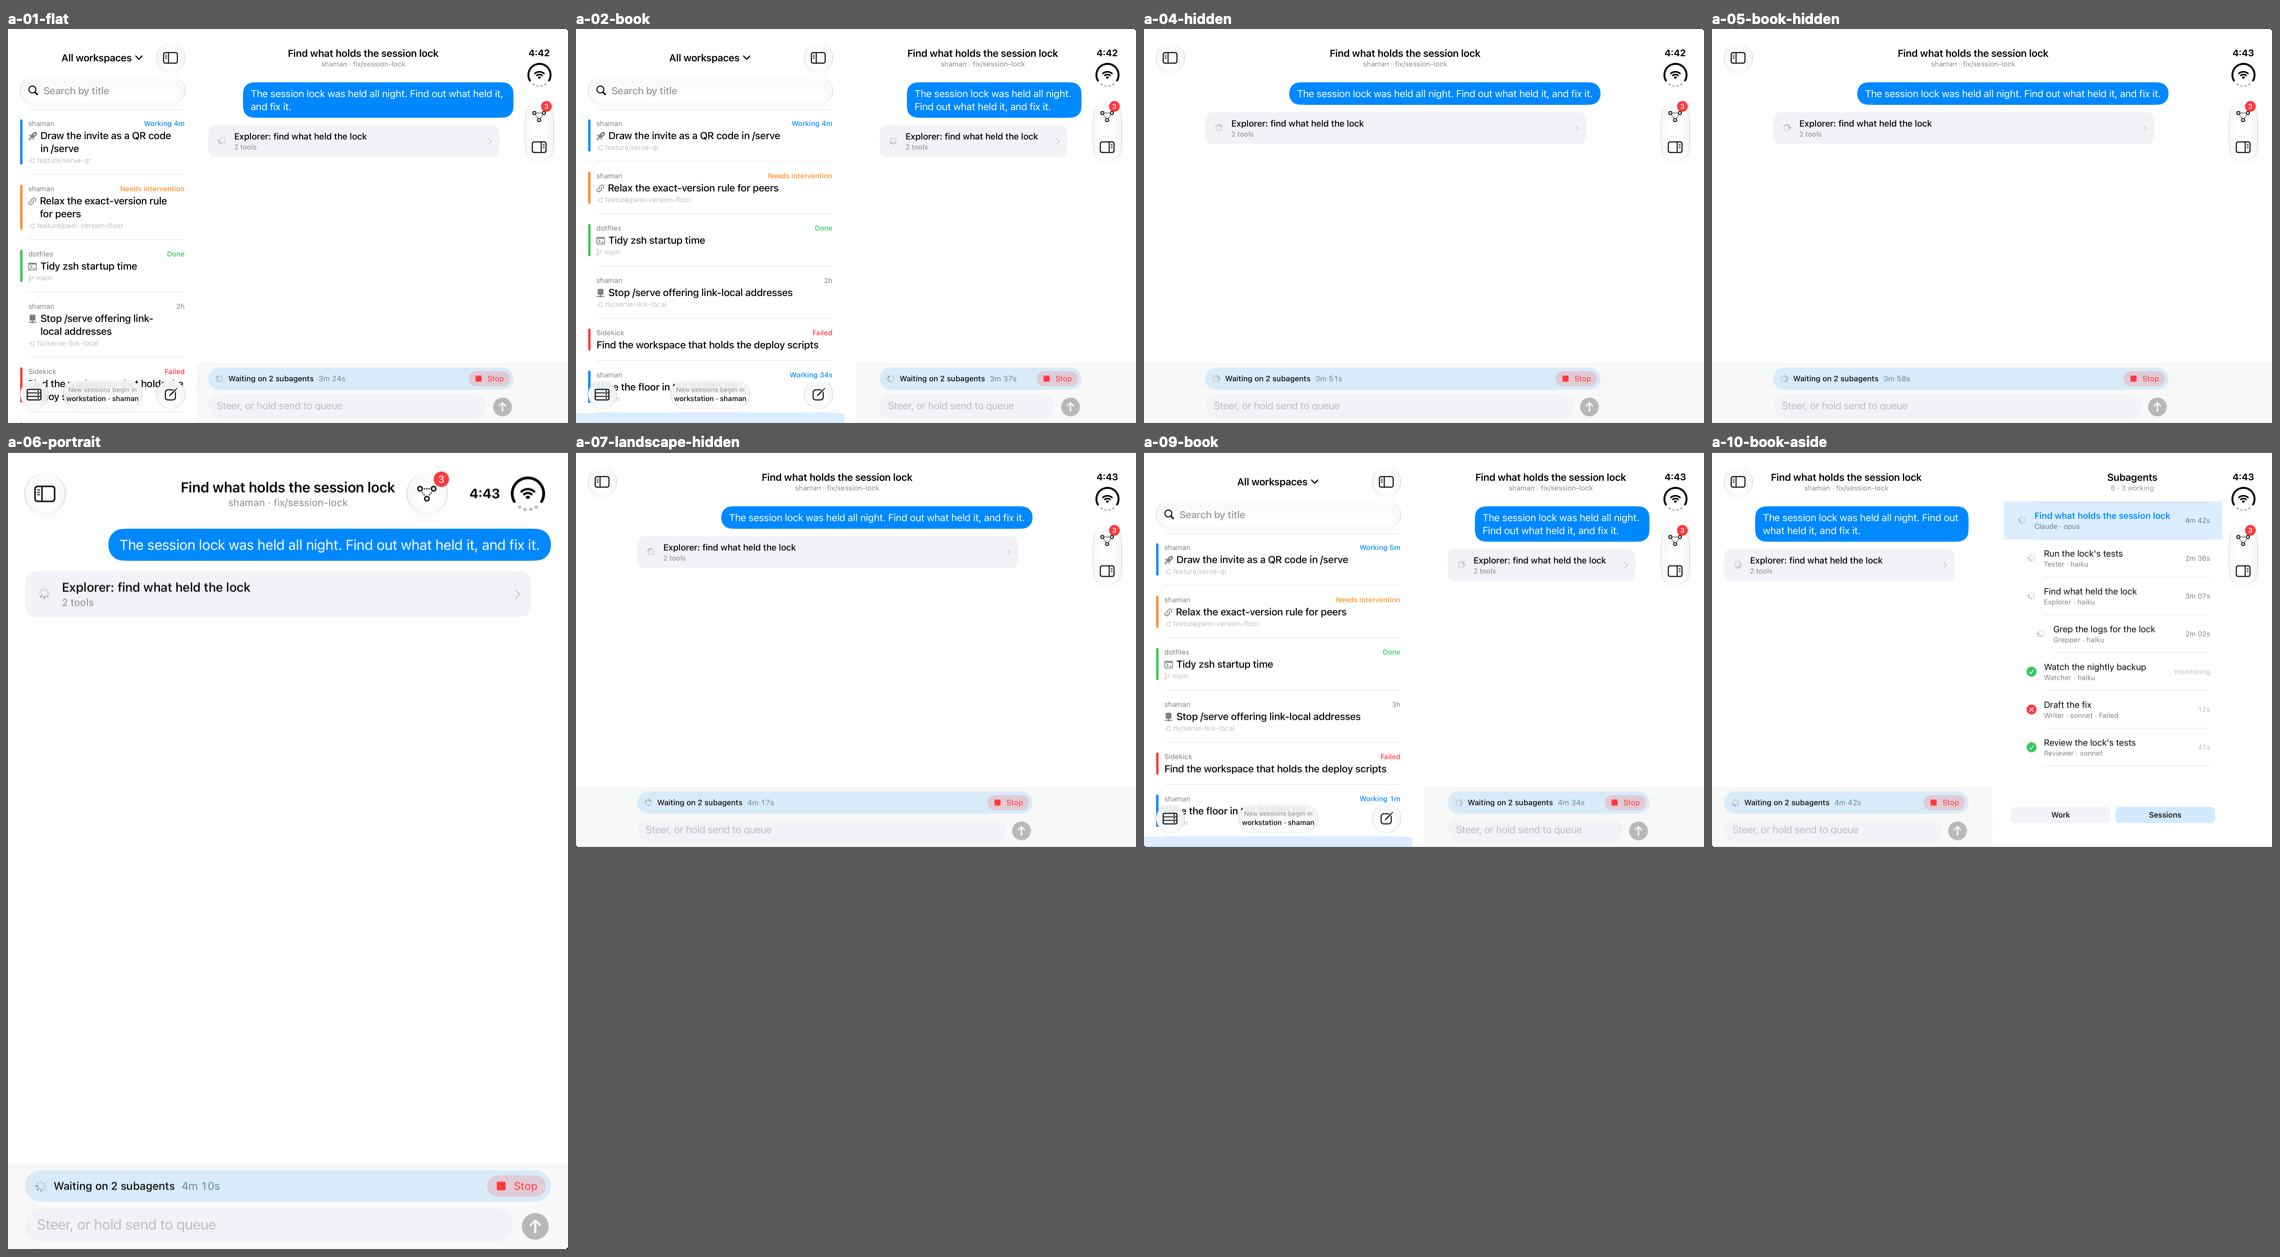 a-01-flat
All workspaces
Search by title
shaman
Working 4m
Draw the invite as a QR code
in /serve
feature/serve-qr
shaman
Needs intervention
Relax the exact-version rule
for peers
feature/peer-version-floor
dotfiles
Done
Tidy zsh startup time
main
shaman
2h
Stop /serve offering link-
local addresses
fix/serve-link-local
Sidekick
Failed
New sessions begin in
workstation · shaman
Find what holds the session lock
shaman · fix/session-lock
4:42
The session lock was held all night. Find out what held it,
and fix it.
3
Explorer: find what held the lock
2 tools
Waiting on 2 subagents 3m 24s
Stop
Steer, or hold send to queue
a-02-book
All workspaces
Search by title
shaman
Working 4m
Draw the invite as a QR code in /serve
feature/serve-qr
shaman
Needs intervention
Relax the exact-version rule for peers
feature/peer-version-floor
dotfiles
Done
Tidy zsh startup time
main
shaman
2h
Stop /serve offering link-local addresses
fix/serve-link-local
Sidekick
Failed
Find the workspace that holds the deploy scripts
shaman
Working 34s
the floor in
New sessions begin in
workstation · shaman
Find what holds the session lock
shaman · fix/session-lock
4:42
The session lock was held all night.
Find out what held it, and fix it.
3
Explorer: find what held the lock
2 tools
Waiting on 2 subagents 3m 37s
Stop
Steer, or hold send to queue
a-04-hidden
Find what holds the session lock
shaman · fix/session-lock
4:42
The session lock was held all night. Find out what held it, and fix it.
3
Explorer: find what held the lock
2 tools
Waiting on 2 subagents 3m 51s
Stop
Steer, or hold send to queue
a-05-book-hidden
Find what holds the session lock
shaman · fix/session-lock
4:43
The session lock was held all night. Find out what held it, and fix it.
3
Explorer: find what held the lock
2 tools
Waiting on 2 subagents 3m 58s
Stop
Steer, or hold send to queue
a-06-portrait
Find what holds the session lock
shaman · fix/session-lock
3
4:43
The session lock was held all night. Find out what held it, and fix it.
Explorer: find what held the lock
2 tools
Waiting on 2 subagents 4m 10s
Stop
Steer, or hold send to queue
a-07-landscape-hidden
Find what holds the session lock
shaman · fix/session-lock
4:43
The session lock was held all night. Find out what held it, and fix it.
3
Explorer: find what held the lock
2 tools
Waiting on 2 subagents 4m 17s
Stop
Steer, or hold send to queue
a-09-book
All workspaces
Search by title
shaman
Working 5m
Draw the invite as a QR code in /serve
feature/serve-qr
shaman
Needs intervention
Relax the exact-version rule for peers
feature/peer-version-floor
dotfiles
Done
Tidy zsh startup time
main
shaman
3h
Stop /serve offering link-local addresses
fix/serve-link-local
Sidekick
Failed
Find the workspace that holds the deploy scripts
shaman
Working 1m
the floor in
New sessions begin in
workstation · shaman
Find what holds the session lock
shaman · fix/session-lock
4:43
The session lock was held all night.
Find out what held it, and fix it.
3
Explorer: find what held the lock
2 tools
Waiting on 2 subagents 4m 34s
Stop
Steer, or hold send to queue
a-10-book-aside
Find what holds the session lock
shaman · fix/session-lock
The session lock was held all night. Find out
what held it, and fix it.
Explorer: find what held the lock
2 tools
Waiting on 2 subagents 4m 42s
Stop
Steer, or hold send to queue
Subagents
6 · 3 working
4:43
3
Find what holds the session lock
Claude · opus
4m 42s
Run the lock's tests
Tester · haiku
2m 36s
Find what held the lock
Explorer · haiku
3m 07s
Grep the logs for the lock
Grepper · haiku
2m 02s
Watch the nightly backup
Watcher · haiku
monitoring
Draft the fix
Writer · sonnet · Failed
12s
Review the lock's tests
Reviewer · sonnet
41s
Work
Sessions